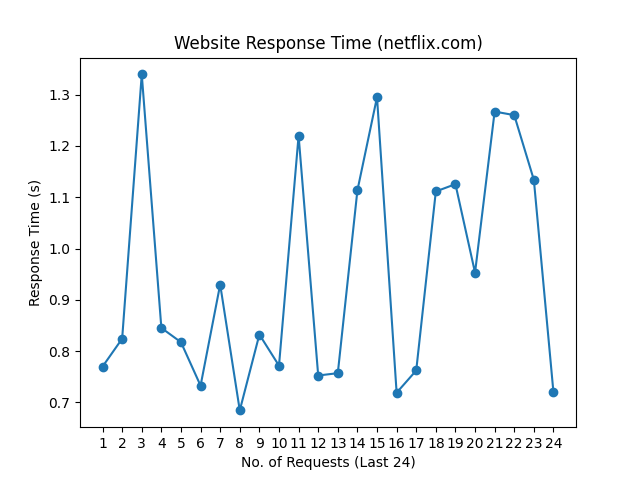 Website Response Time (netflix.com)
Response Time (s)
1.3
1.2
1.1
1.0
0.9
0.8
0.7
1 2 3 4 5 6 7 8 9 10 11 12 13 14 15 16 17 18 19 20 21 22 23 24
No. of Requests (Last 24)